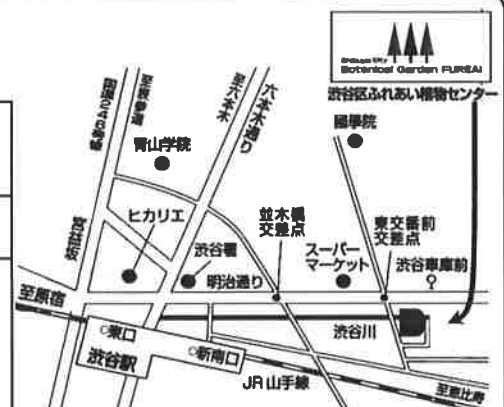 Shibuya City
Botanical Garden FUREAI
渋谷区ふれあい植物センター
國學院
至六本木
六本木通り
至表参道
国道246号線
青山学院
宮益坂
ヒカリエ
渋谷署
明治通り
並木橋
交差点
スーパー
マーケット
東交番前
交差点
渋谷車庫前
至原宿
東口
渋谷駅
新南口
渋谷川
JR山手線
至恵比寿